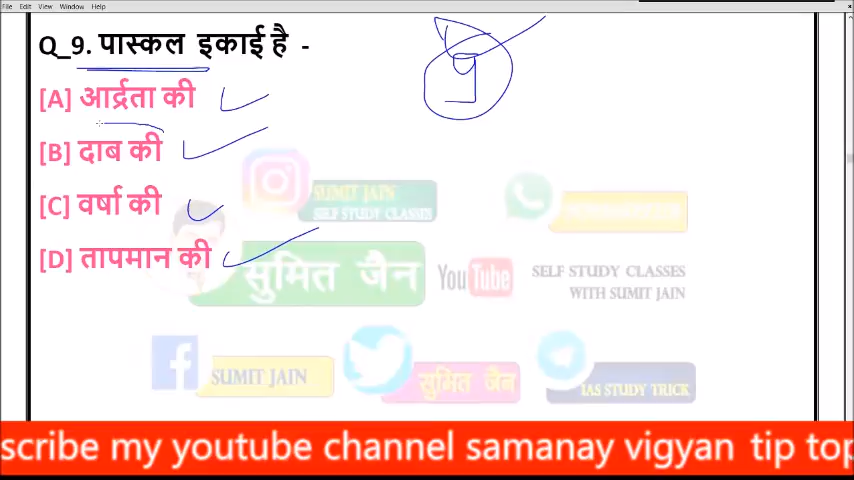 File Edit View Window Help
Q_9. पास्कल इकाई है -
[A] आर्द्रता की
[B] दाब की
[C] वर्षा की
[D] तापमान की
SUMIT JAIN
SELF STUDY CLASSES
सुमित जैन
YouTube
SELF STUDY CLASSES
WITH SUMIT JAIN
SUMIT JAIN
सुमित जैन
IAS STUDY TRICK
scribe my youtube channel samanay vigyan tip top